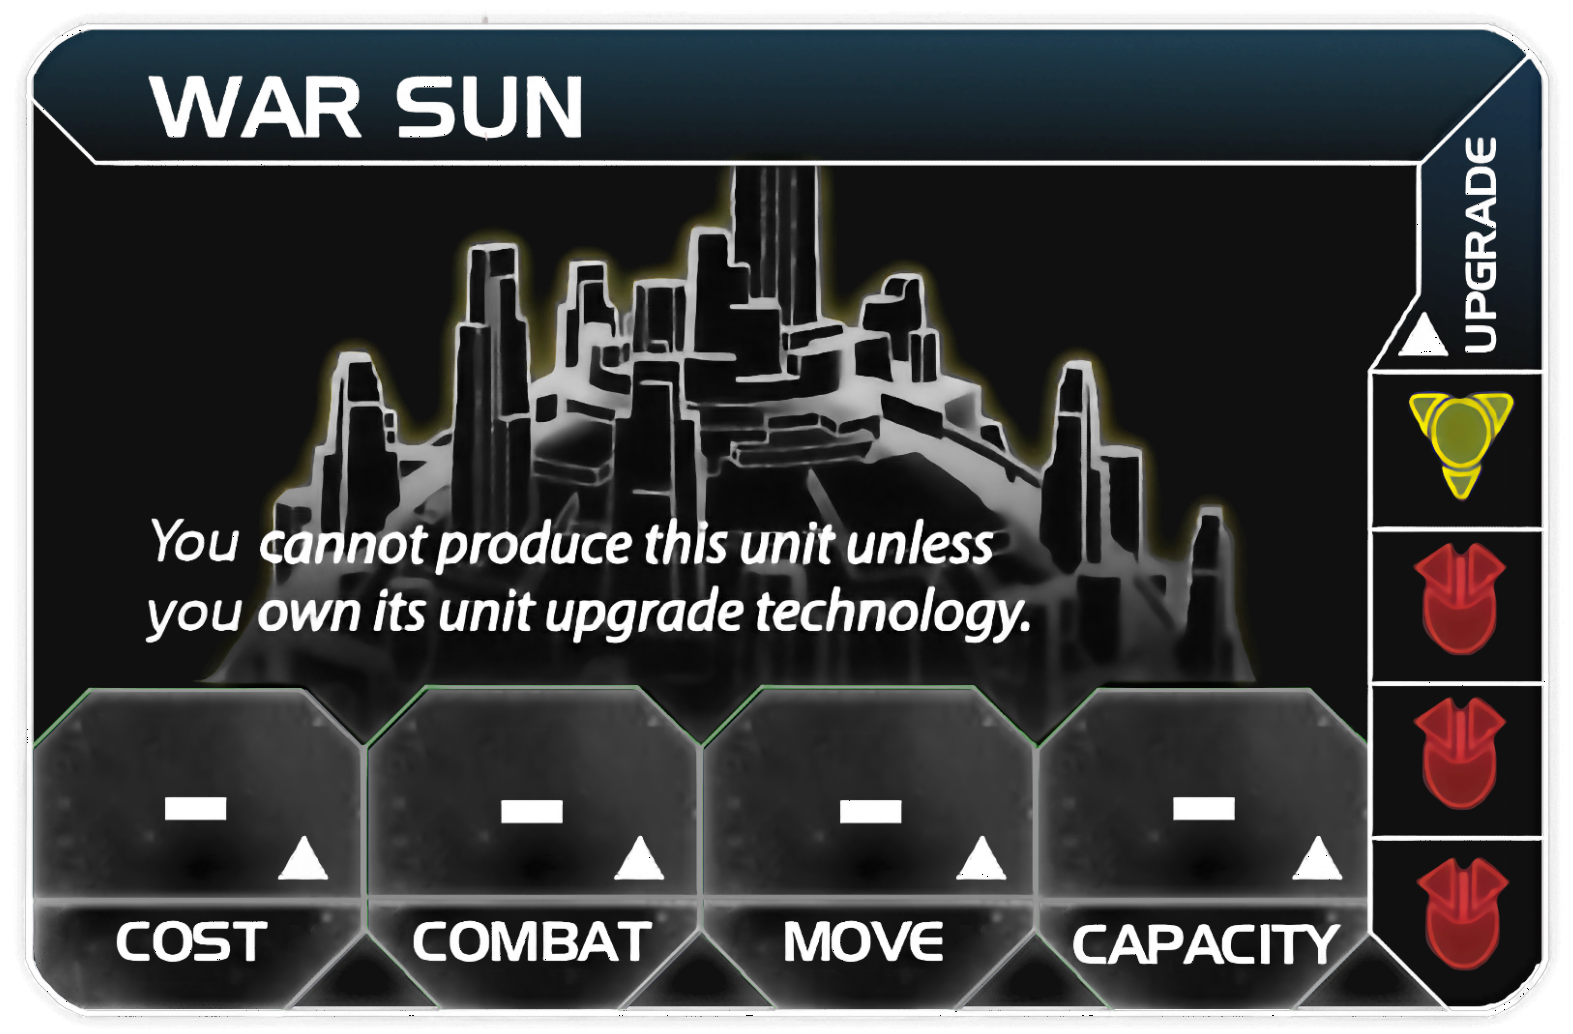 WAR SUN
UPGRADE
You cannot produce this unit unless
you own its unit upgrade technology.
- - - -
COST COMBAT MOVE CAPACITY